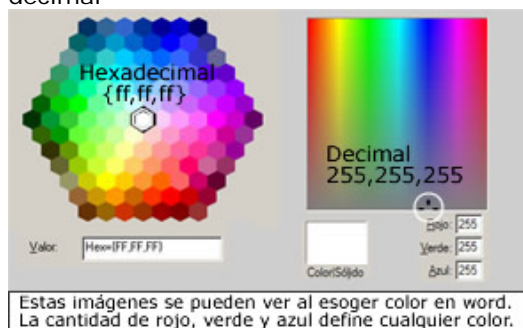 decimal
Hexadecimal
{ff,ff,ff}
Decimal
255,255,255
Valor:
Hex={FF,FF,FF}
Color|Sólido
Rojo: 255
Verde: 255
Azul: 255
Estas imágenes se pueden ver al esoger color en word.
La cantidad de rojo, verde y azul define cualquier color.